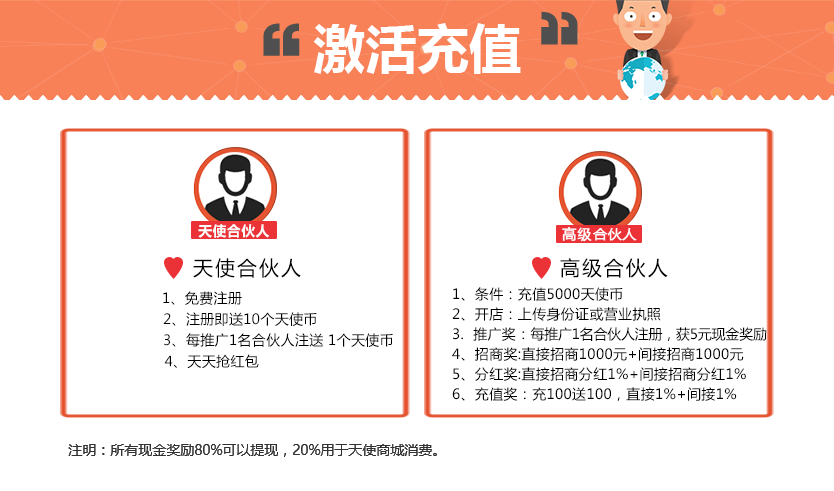 激活充值
天使合伙人
天使合伙人
1、免费注册
2、注册即送10个天使币
3、每推广1名合伙人注送 1个天使币
4、天天抢红包
高级合伙人
高级合伙人
1、条件：充值5000天使币
2、开店：上传身份证或营业执照
3、推广奖：每推广1名合伙人注册，获5元现金奖励
4、招商奖:直接招商1000元+间接招商1000元
5、分红奖:直接招商分红1%+间接招商分红1%
6、充值奖：充100送100，直接1%+间接1%
注明：所有现金奖励80%可以提现，20%用于天使商城消费。